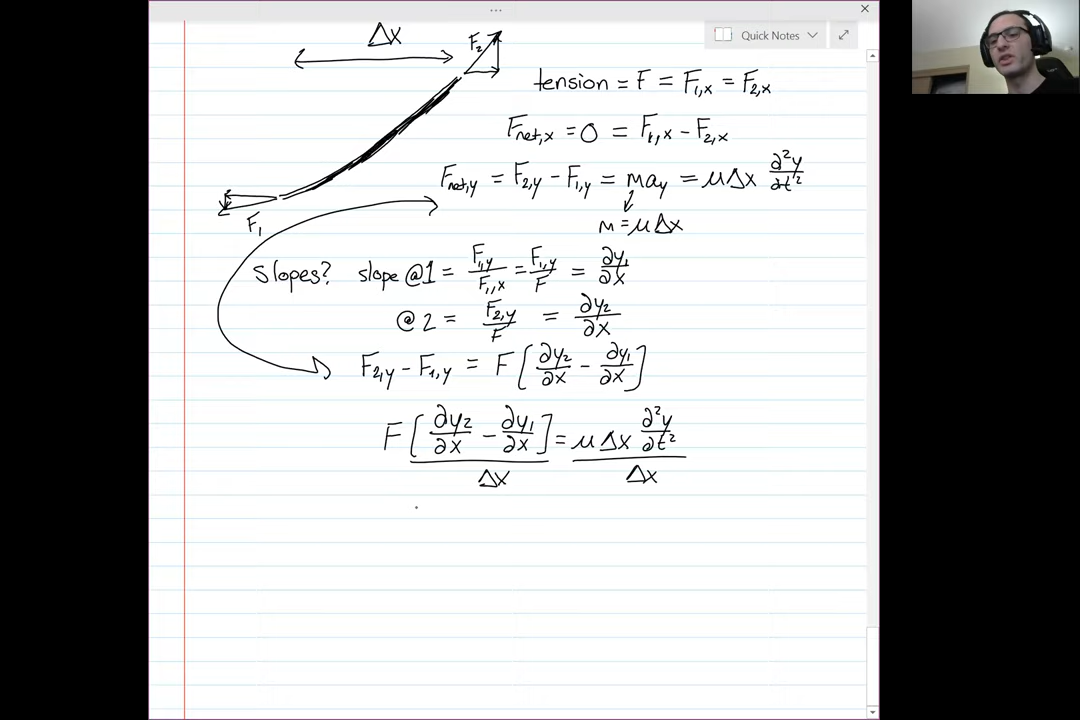 ...
Quick Notes
Δx
F₂
tension = F = F₁,ₓ = F₂,ₓ
Fnet,x = 0 = F₁,x - F₂,x
Fnet,y = F₂,y - F₁,y = may = μΔx ∂²y/∂t²
m = μΔx
F₁
Slopes? slope @1 = F₁,y/F₁,x = F₁,y/F = ∂y₁/∂x
@2 = F₂,y/F = ∂y₂/∂x
F₂,y - F₁,y = F[∂y₂/∂x - ∂y₁/∂x]
F[∂y₂/∂x - ∂y₁/∂x]/Δx = μΔx ∂²y/∂t²/Δx